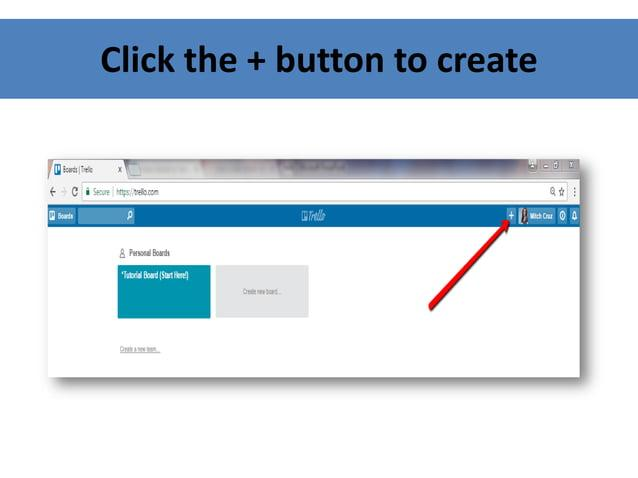 Click the + button to create
Boards | Trello x
Secure https://trello.com
Boards Trello + Mitch Cruz
Personal Boards
*Tutorial Board (Start Here!)
Create new board...
Create a new team...